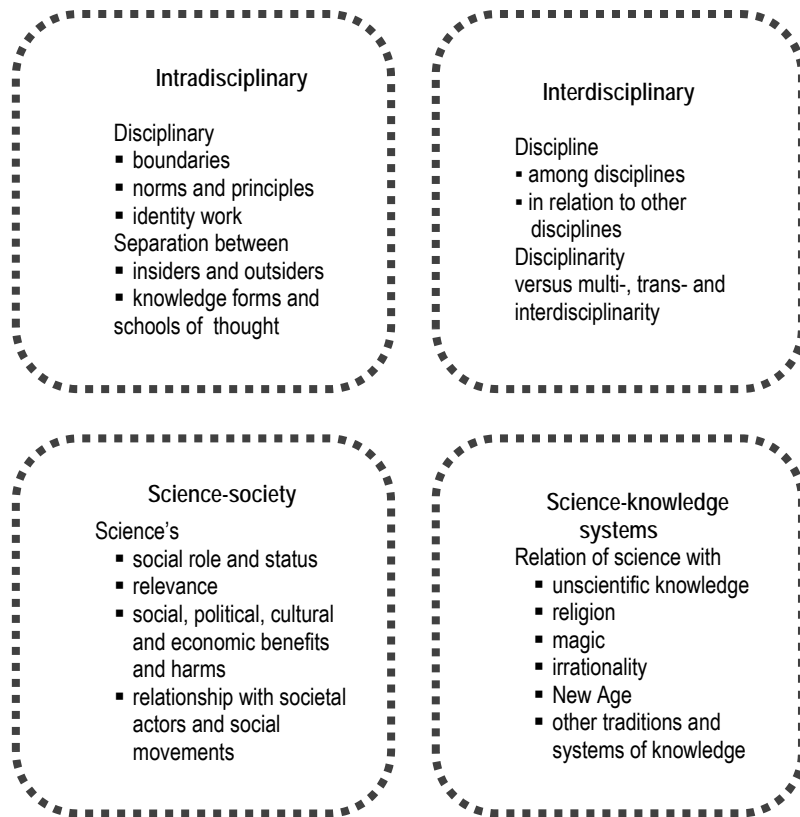 Intradisciplinary
Disciplinary
▪ boundaries
▪ norms and principles
▪ identity work
Separation between
▪ insiders and outsiders
▪ knowledge forms and
schools of thought
Interdisciplinary
Discipline
▪ among disciplines
▪ in relation to other
disciplines
Disciplinarity
versus multi-, trans- and
interdisciplinarity
Science-society
Science’s
▪ social role and status
▪ relevance
▪ social, political, cultural
and economic benefits
and harms
▪ relationship with societal
actors and social
movements
Science-knowledge
systems
Relation of science with
▪ unscientific knowledge
▪ religion
▪ magic
▪ irrationality
▪ New Age
▪ other traditions and
systems of knowledge